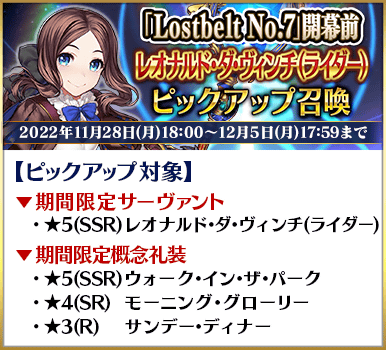 「Lostbelt No.7」開幕前
レオナルド・ダ・ヴィンチ(ライダー)
ピックアップ召喚
2022年11月28日(月)18:00～12月5日(月)17:59まで
【ピックアップ対象】
▼期間限定サーヴァント
・★5(SSR)レオナルド・ダ・ヴィンチ(ライダー)
▼期間限定概念礼装
・★5(SSR)ウォーク・イン・ザ・パーク
・★4(SR) モーニング・グローリー
・★3(R) サンデー・ディナー